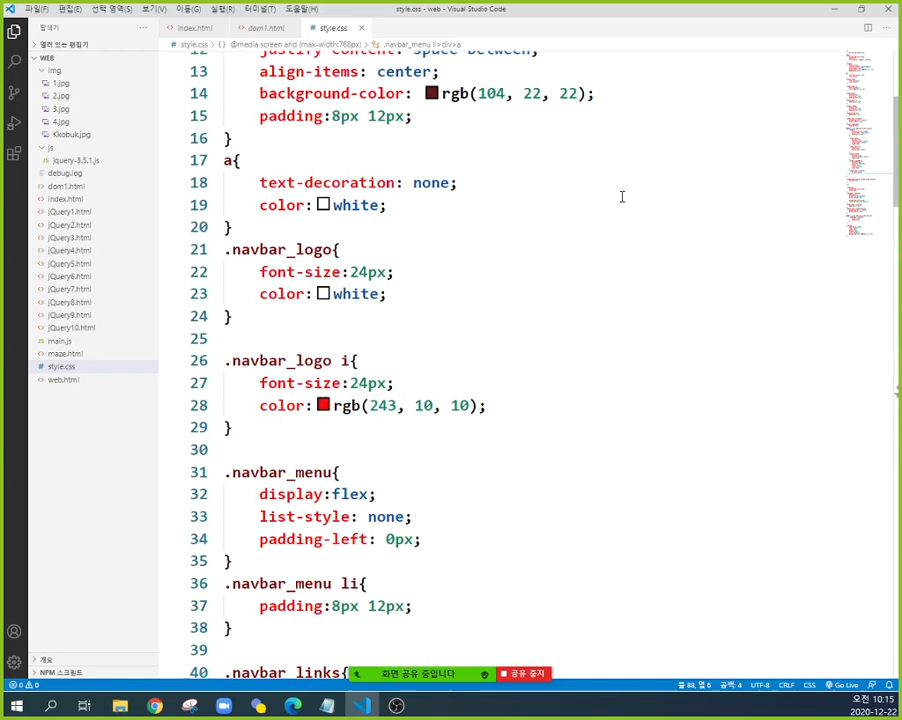 파일(F) 편집(E) 선택 영역(S) 보기(V) 이동(G) 실행(R) 터미널(T) 도움말(H) style.css - web - Visual Studio Code
탐색기 index.html dom1.html style.css
열려 있는 편집기
style.css > @media screen and (max-width:768px) > .navbar_menu li>div>a
WEB
img
1.jpg
2.jpg
3.jpg
4.jpg
Kkobuk.jpg
js
jquery-3.5.1.js
debug.log
dom1.html
index.html
jQuery1.html
jQuery2.html
jQuery3.html
jQuery4.html
jQuery5.html
jQuery6.html
jQuery7.html
jQuery8.html
jQuery9.html
jQuery10.html
main.js
maze.html
style.css
web.html
개요
NPM 스크립트
12 justify-content: space-between;
13 align-items: center;
14 background-color: rgb(104, 22, 22);
15 padding:8px 12px;
16 }
17 a{
18 text-decoration: none;
19 color: white;
20 }
21 .navbar_logo{
22 font-size:24px;
23 color: white;
24 }
25
26 .navbar_logo i{
27 font-size:24px;
28 color: rgb(243, 10, 10);
29 }
30
31 .navbar_menu{
32 display:flex;
33 list-style: none;
34 padding-left: 0px;
35 }
36 .navbar_menu li{
37 padding:8px 12px;
38 }
39
40 .navbar_links{
화면 공유 중입니다 공유 중지
0 0 줄 88, 열 6 공백: 4 UTF-8 CRLF CSS Go Live
오전 10:15
2020-12-22